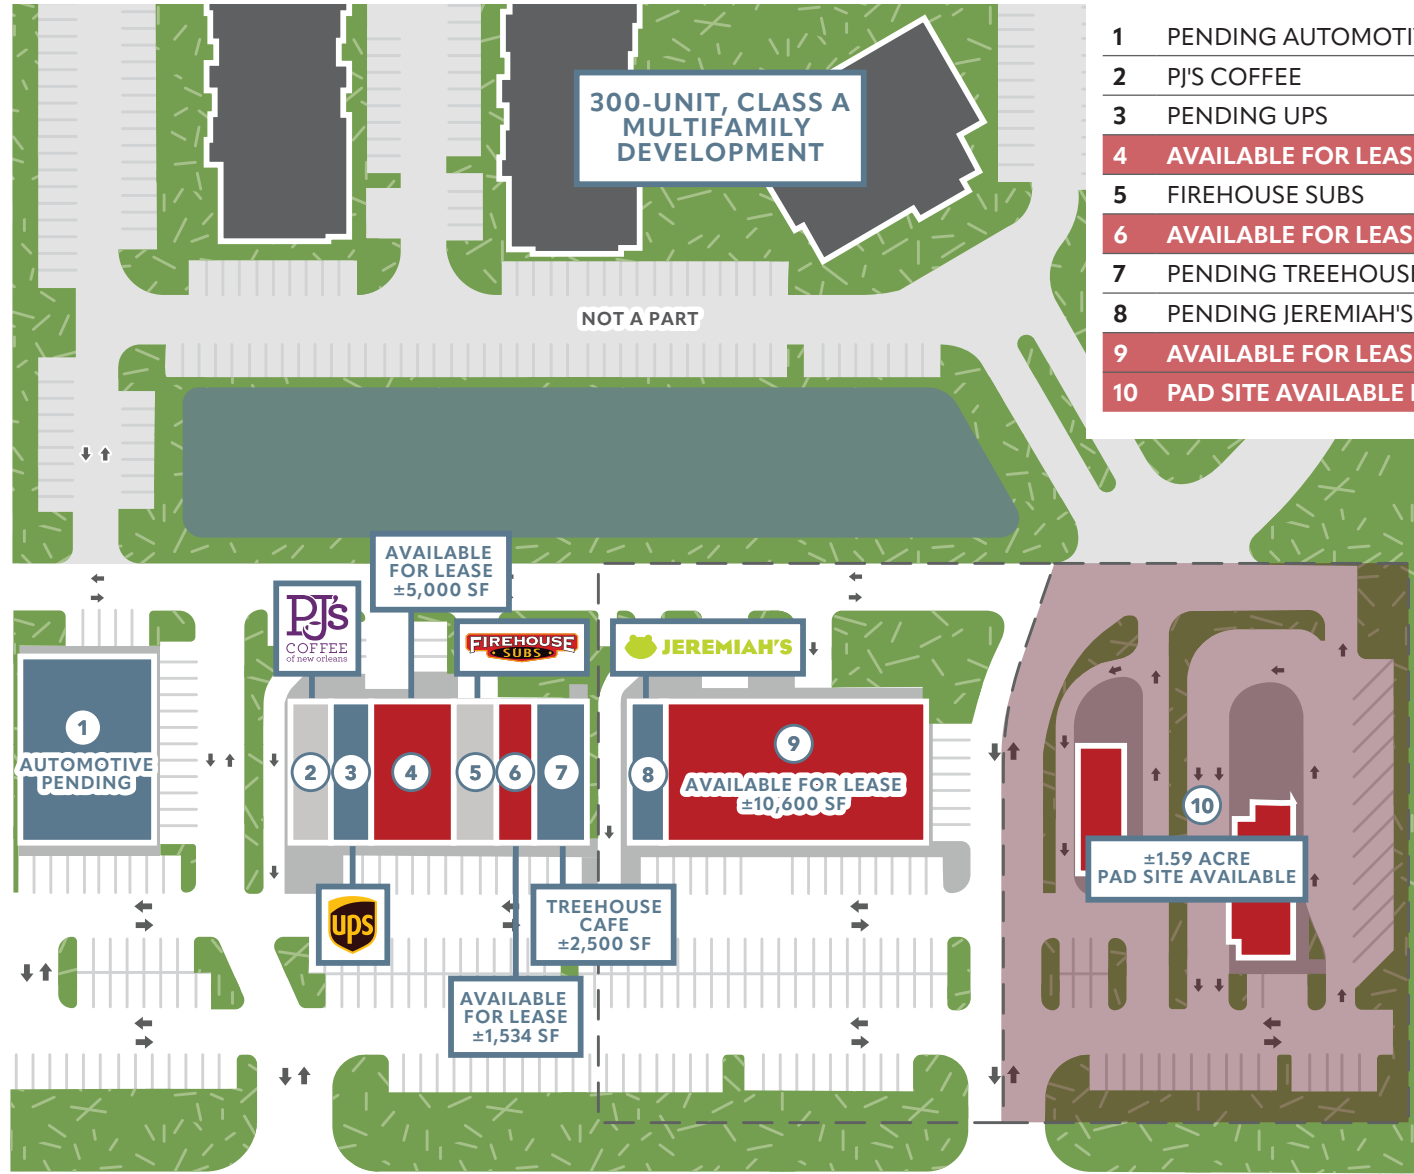 1 PENDING AUTOMOTI
2 PJ'S COFFEE
3 PENDING UPS
4 AVAILABLE FOR LEAS
5 FIREHOUSE SUBS
6 AVAILABLE FOR LEAS
7 PENDING TREEHOUSE
8 PENDING JEREMIAH'S
9 AVAILABLE FOR LEAS
10 PAD SITE AVAILABLE
300-UNIT, CLASS A
MULTIFAMILY
DEVELOPMENT
NOT A PART
AVAILABLE
FOR LEASE
±5,000 SF
PJ's
COFFEE
of new orleans
FIREHOUSE
SUBS
JEREMIAH'S
1
AUTOMOTIVE
PENDING
2
3
4
5
6
7
8
9
AVAILABLE FOR LEASE
±10,600 SF
10
±1.59 ACRE
PAD SITE AVAILABLE
ups
TREEHOUSE
CAFE
±2,500 SF
AVAILABLE
FOR LEASE
±1,534 SF